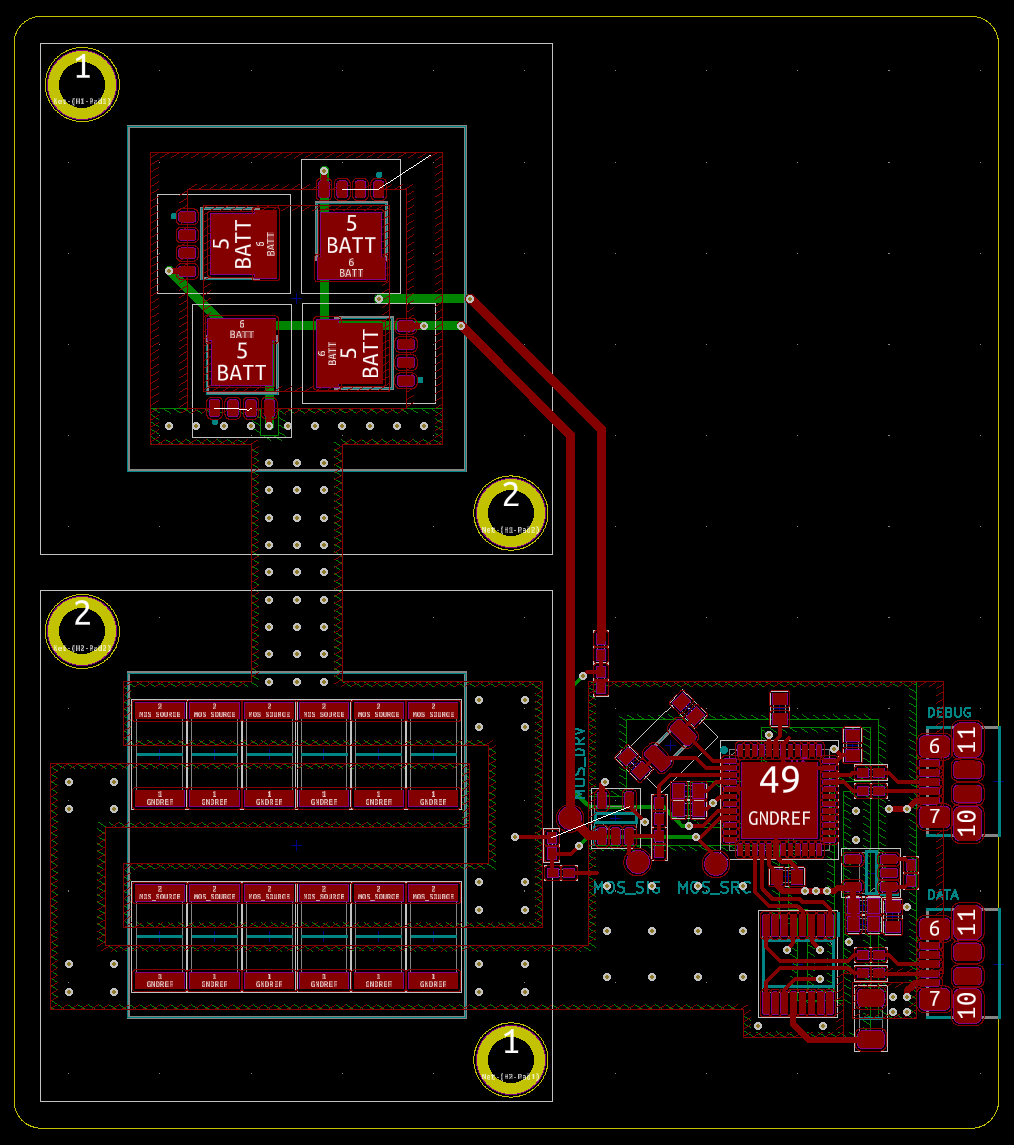 1
Net-(H1-Pad1)
5
BATT
6
BATT
5
BATT
6
BATT
6
BATT
5
BATT
6
BATT
5
BATT
2
Net-(H1-Pad2)
2
Net-(H2-Pad2)
2
MOS_SOURCE
2
MOS_SOURCE
2
MOS_SOURCE
2
MOS_SOURCE
2
MOS_SOURCE
2
MOS_SOURCE
1
GNDREF
1
GNDREF
1
GNDREF
1
GNDREF
1
GNDREF
1
GNDREF
MOS_DRV
49
GNDREF
DEBUG
6
11
7
10
MOS_SIG
MOS_SRC
2
MOS_SOURCE
2
MOS_SOURCE
2
MOS_SOURCE
2
MOS_SOURCE
2
MOS_SOURCE
2
MOS_SOURCE
1
GNDREF
1
GNDREF
1
GNDREF
1
GNDREF
1
GNDREF
1
GNDREF
DATA
6
11
7
10
1
Net-(H2-Pad1)